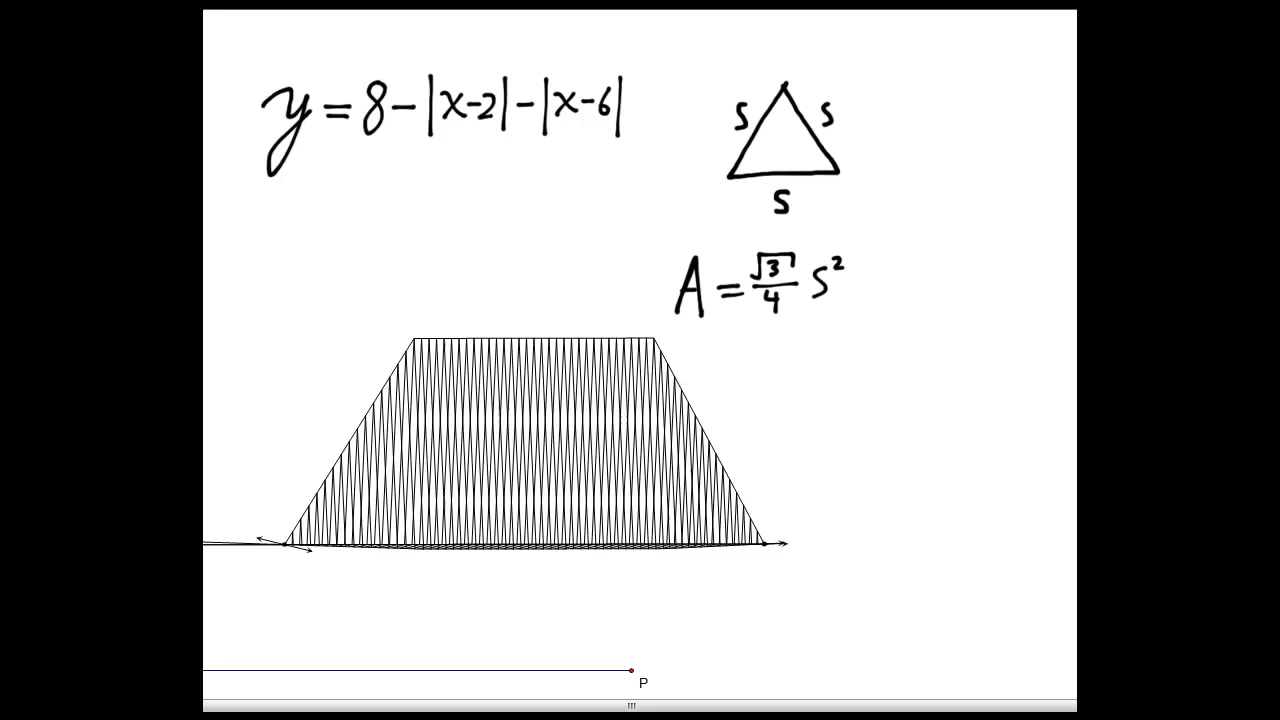 y = 8 - |x-2| - |x-6|
s s
s
A = √3/4 s²
P